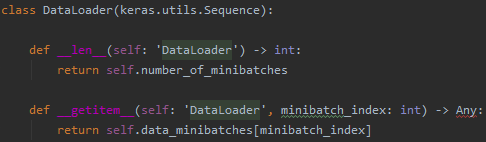 class DataLoader(keras.utils.Sequence):
def __len__(self: 'DataLoader') -> int:
return self.number_of_minibatches
def __getitem__(self: 'DataLoader', minibatch_index: int) -> Any:
return self.data_minibatches[minibatch_index]